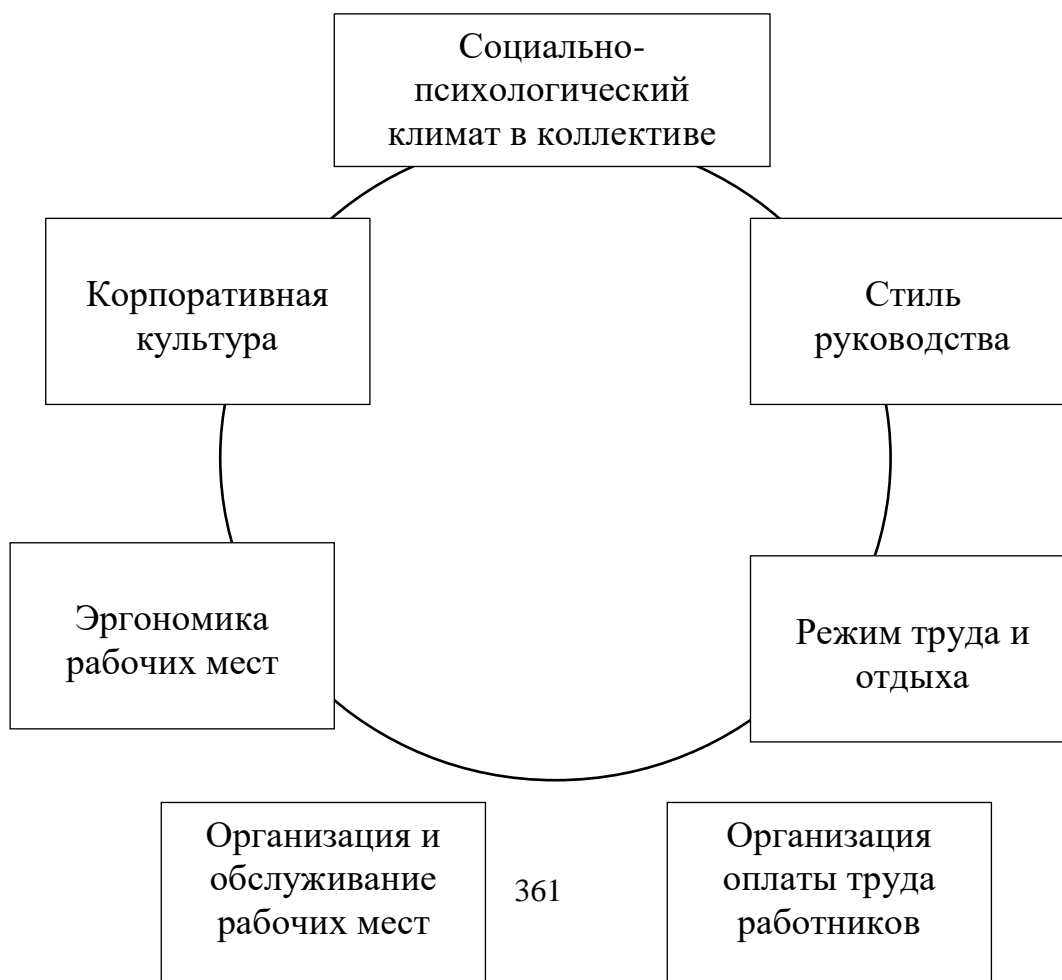 Социально-
психологический
климат в коллективе
Корпоративная
культура
Стиль
руководства
Эргономика
рабочих мест
Режим труда и
отдыха
Организация и
обслуживание
рабочих мест
361
Организация
оплаты труда
работников